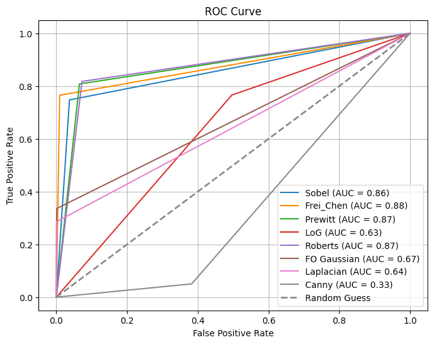 ROC Curve
True Positive Rate
1.0
0.8
0.6
0.4
0.2
0.0
Sobel (AUC = 0.86)
Frei_Chen (AUC = 0.88)
Prewitt (AUC = 0.87)
LoG (AUC = 0.63)
Roberts (AUC = 0.87)
FO Gaussian (AUC = 0.67)
Laplacian (AUC = 0.64)
Canny (AUC = 0.33)
Random Guess
0.0 0.2 0.4 0.6 0.8 1.0
False Positive Rate